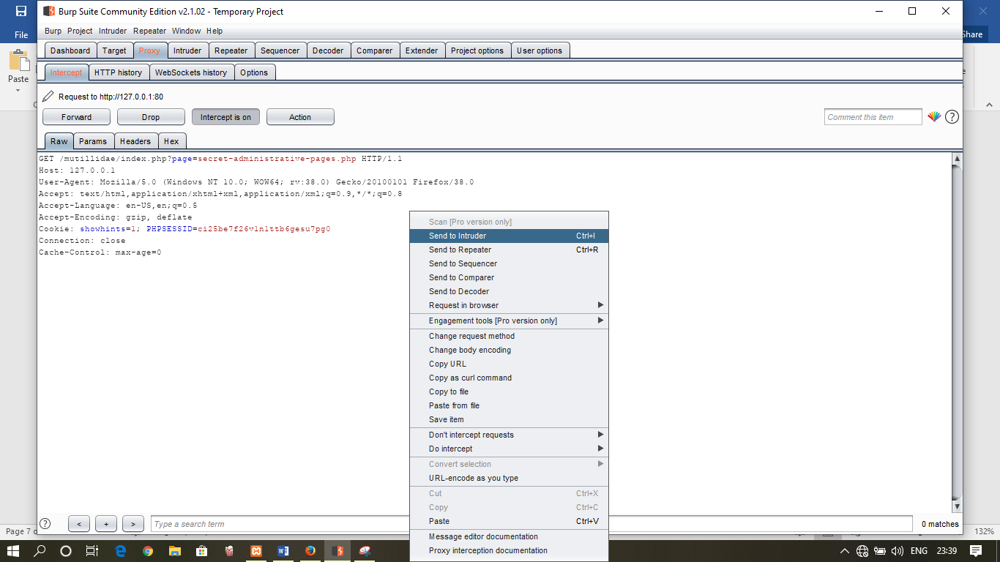 Burp Suite Community Edition v2.1.02 - Temporary Project
File
Share
Paste
Burp Project Intruder Repeater Window Help
Dashboard Target Proxy Intruder Repeater Sequencer Decoder Comparer Extender Project options User options
Intercept HTTP history WebSockets history Options
Request to http://127.0.0.1:80
Forward Drop Intercept is on Action Comment this item ?
Raw Params Headers Hex
GET /mutillidae/index.php?page=secret-administrative-pages.php HTTP/1.1
Host: 127.0.0.1
User-Agent: Mozilla/5.0 (Windows NT 10.0; WOW64; rv:38.0) Gecko/20100101 Firefox/38.0
Accept: text/html,application/xhtml+xml,application/xml;q=0.9,*/*;q=0.8
Accept-Language: en-US,en;q=0.5
Accept-Encoding: gzip, deflate
Cookie: showhints=1; PHPSESSID=ci25be7f26v1n1ttb6gesu7pg0
Connection: close
Cache-Control: max-age=0
Scan [Pro version only]
Send to Intruder Ctrl+I
Send to Repeater Ctrl+R
Send to Sequencer
Send to Comparer
Send to Decoder
Request in browser
Engagement tools [Pro version only]
Change request method
Change body encoding
Copy URL
Copy as curl command
Copy to file
Paste from file
Save item
Don't intercept requests
Do intercept
Convert selection
URL-encode as you type
Cut Ctrl+X
Copy Ctrl+C
Paste Ctrl+V
Message editor documentation
Proxy interception documentation
? < + > Type a search term 0 matches
Page 7 132%
ENG 23:39